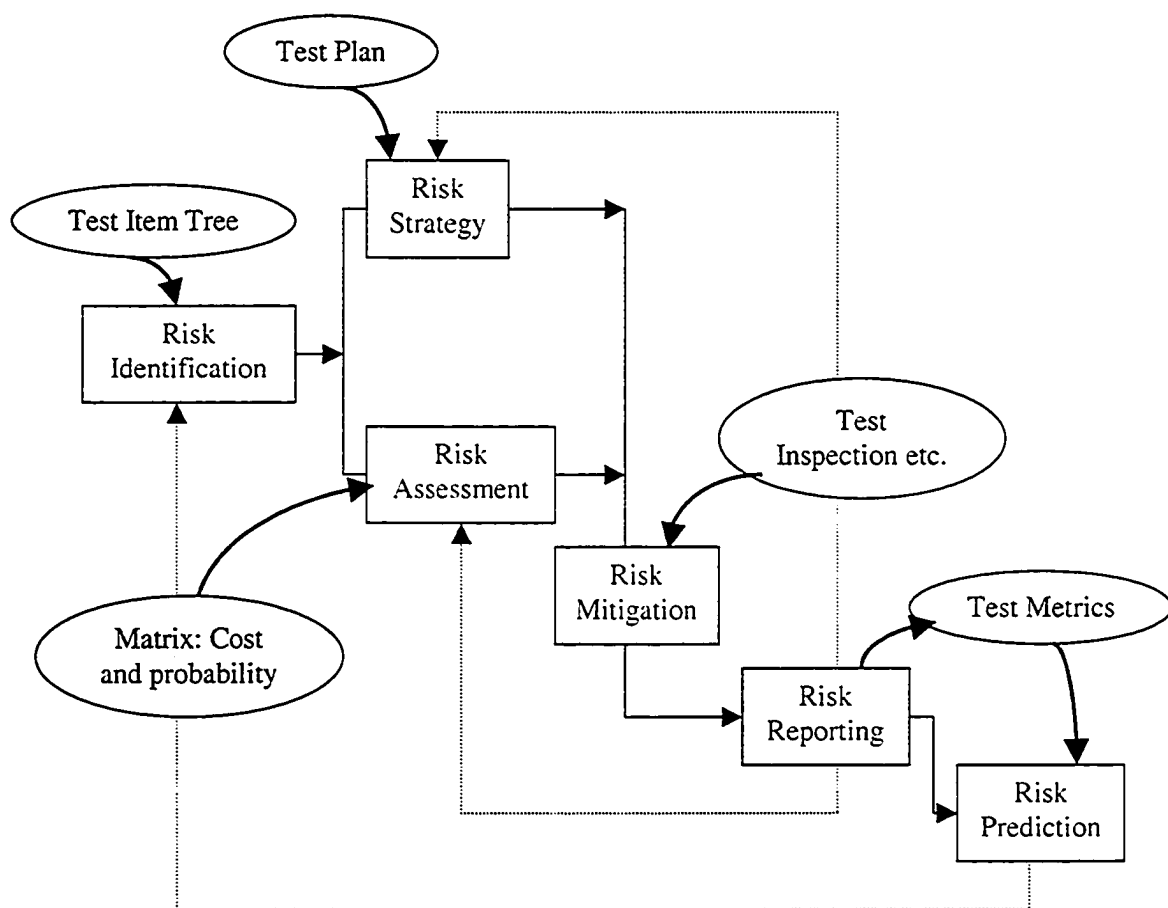 Test Plan
Risk
Strategy
Test Item Tree
Risk
Identification
Test
Inspection etc.
Risk
Assessment
Risk
Mitigation
Test Metrics
Matrix: Cost
and probability
Risk
Reporting
Risk
Prediction